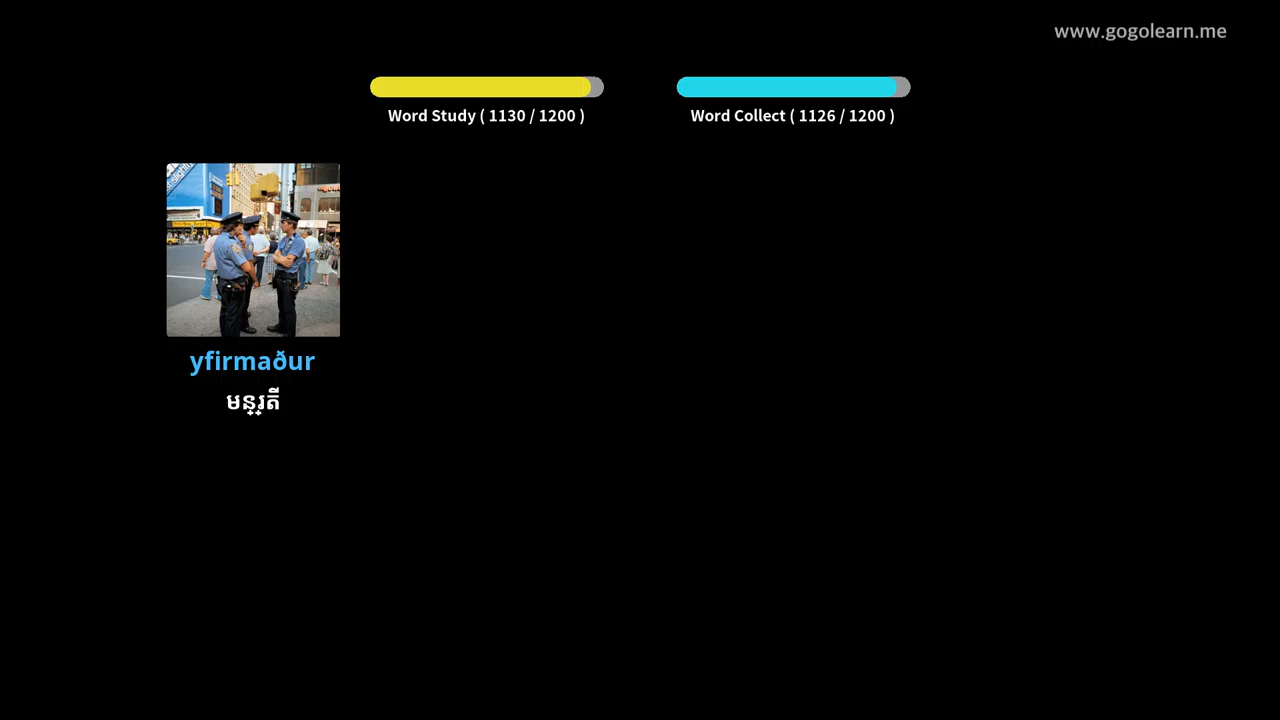 www.gogolearn.me
Word Study ( 1130 / 1200 )
Word Collect ( 1126 / 1200 )
yfirmaður
មន្រ្តី